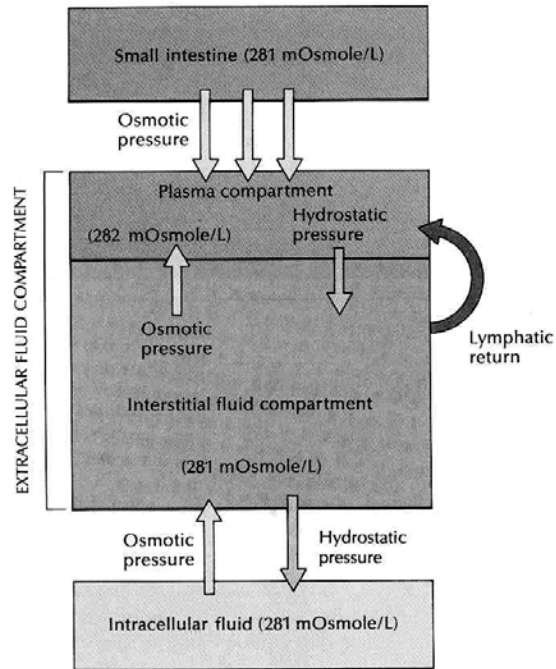 Small intestine (281 mOsmole/L)
Osmotic
pressure
EXTRACELLULAR FLUID COMPARTMENT
Plasma compartment
(282 mOsmole/L)
Hydrostatic
pressure
Osmotic
pressure
Lymphatic
return
Interstitial fluid compartment
(281 mOsmole/L)
Osmotic
pressure
Hydrostatic
pressure
Intracellular fluid (281 mOsmole/L)